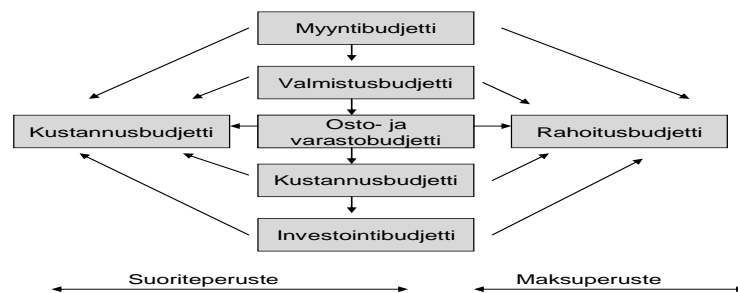 Myyntibudjetti
Valmistusbudjetti
Kustannusbudjetti
Osto- ja
varastobudjetti
Rahoitusbudjetti
Kustannusbudjetti
Investointibudjetti
Suoriteperuste
Maksuperuste